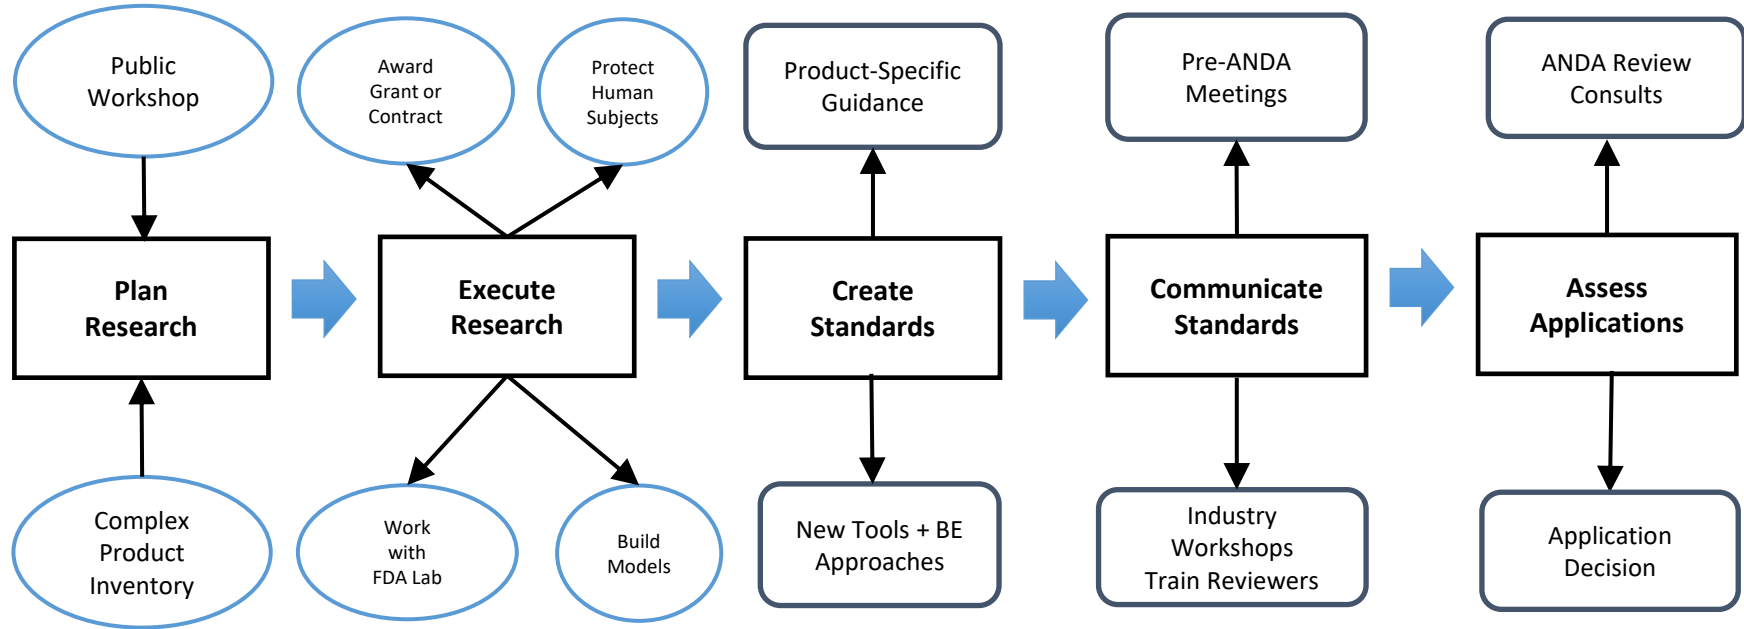 Public
Workshop
Award
Grant or
Contract
Protect
Human
Subjects
Product-Specific
Guidance
Pre-ANDA
Meetings
ANDA Review
Consults
Plan
Research
Execute
Research
Create
Standards
Communicate
Standards
Assess
Applications
Complex
Product
Inventory
Work
with
FDA Lab
Build
Models
New Tools + BE
Approaches
Industry
Workshops
Train Reviewers
Application
Decision